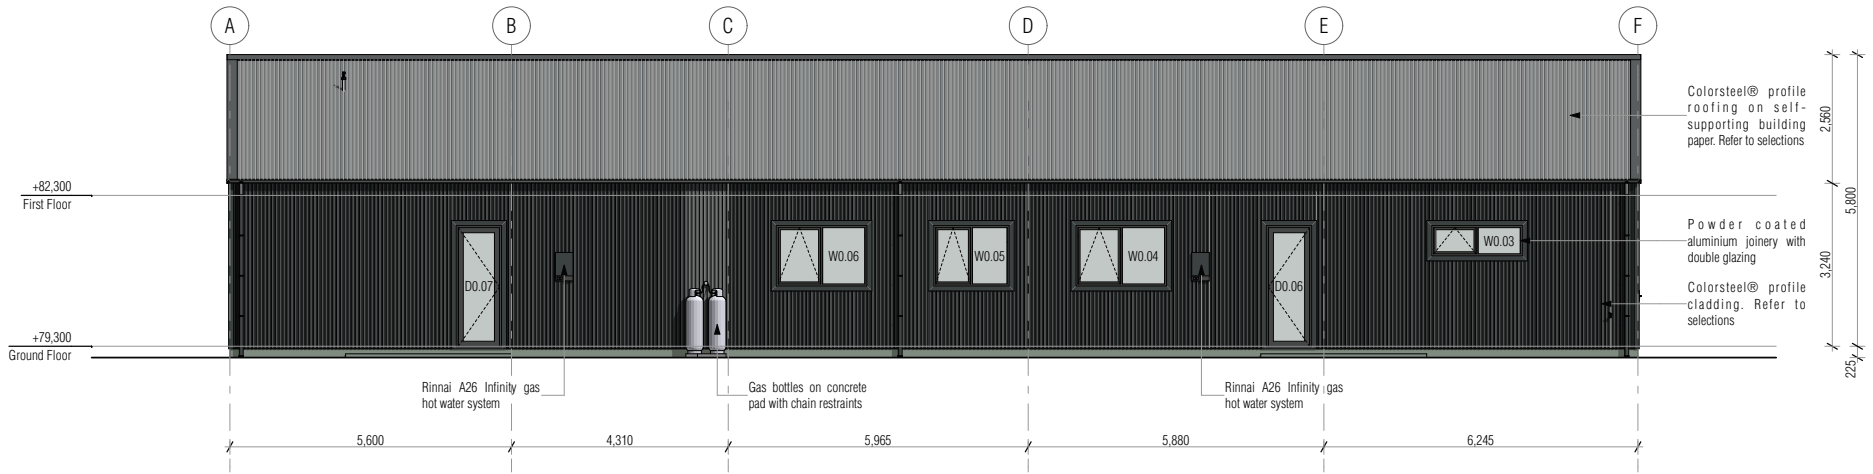 A B C D E F
Colorsteel® profile
roofing on self-
supporting building
paper. Refer to selections
2,560
5,800
+82,300
First Floor
Powder coated
aluminium joinery with
double glazing
3,240
W0.06
W0.05
W0.04
W0.03
D0.07
D0.06
Colorsteel® profile
cladding. Refer to
selections
+79,300
Ground Floor
225
Rinnai A26 Infinity gas
hot water system
Gas bottles on concrete
pad with chain restraints
Rinnai A26 Infinity gas
hot water system
5,600
4,310
5,965
5,880
6,245